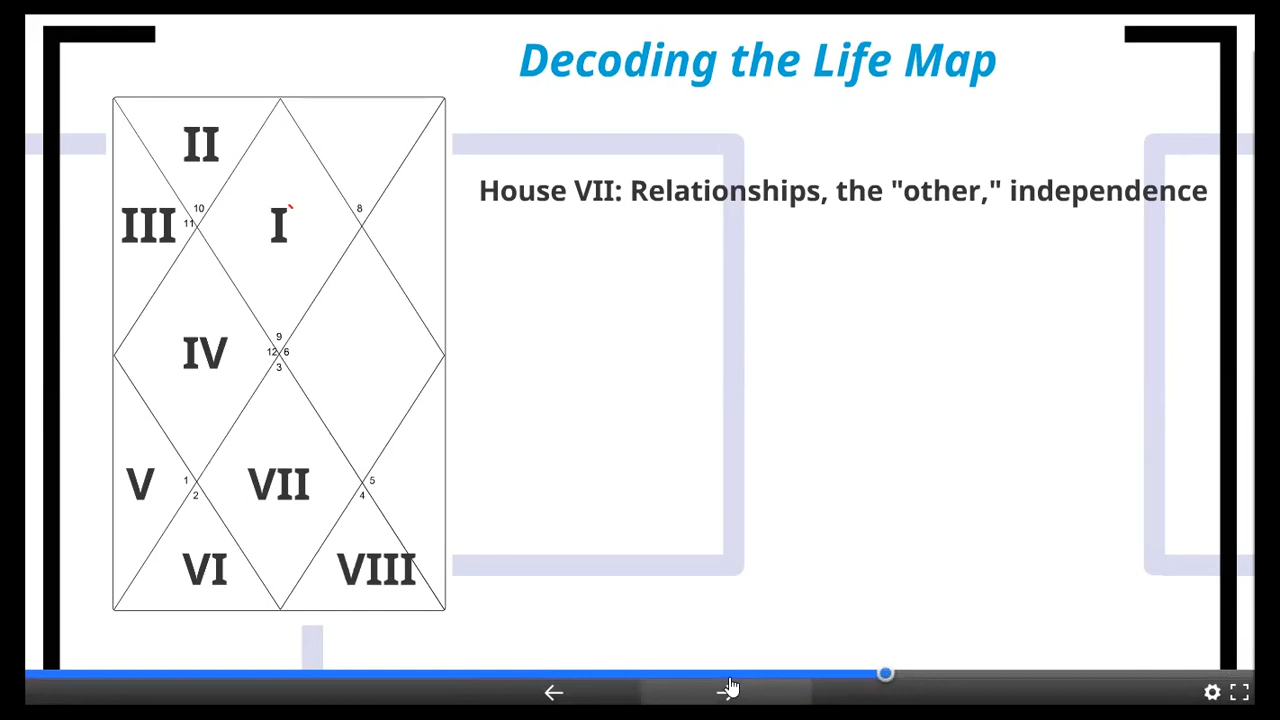 Decoding the Life Map
II
House VII: Relationships, the "other," independence
III
11
10
I`
8
IV
9
12
6
3
V
1
2
VII
5
4
VI
VIII